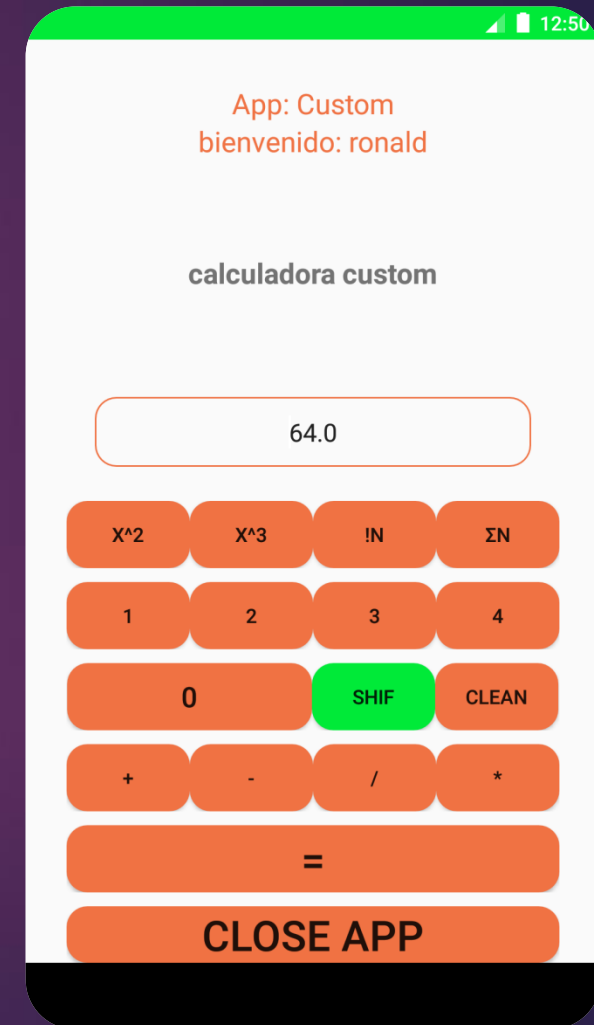 12:50
App: Custom
bienvenido: ronald
calculadora custom
64.0
X^2 X^3 !N ΣN
1 2 3 4
0 SHIF CLEAN
+ - / *
=
CLOSE APP